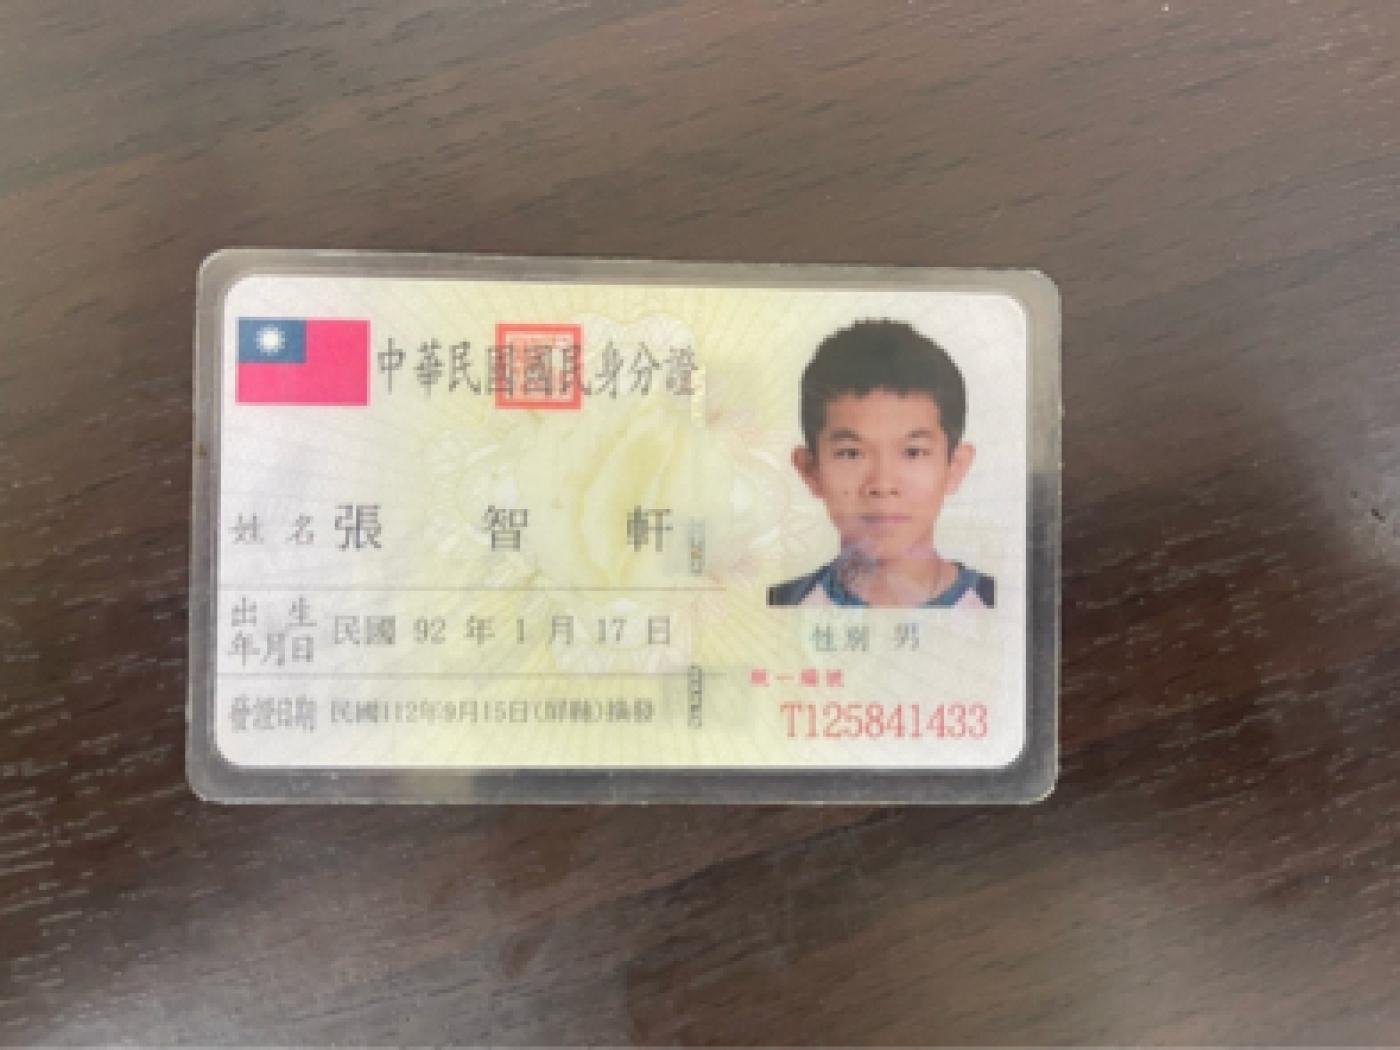 中華民國國民身分證
姓名 張智軒
出生年月日 民國 92 年 1 月 17 日
性別 男
發證日期 民國112年9月15日(屏縣)換發
統一編號
T125841433